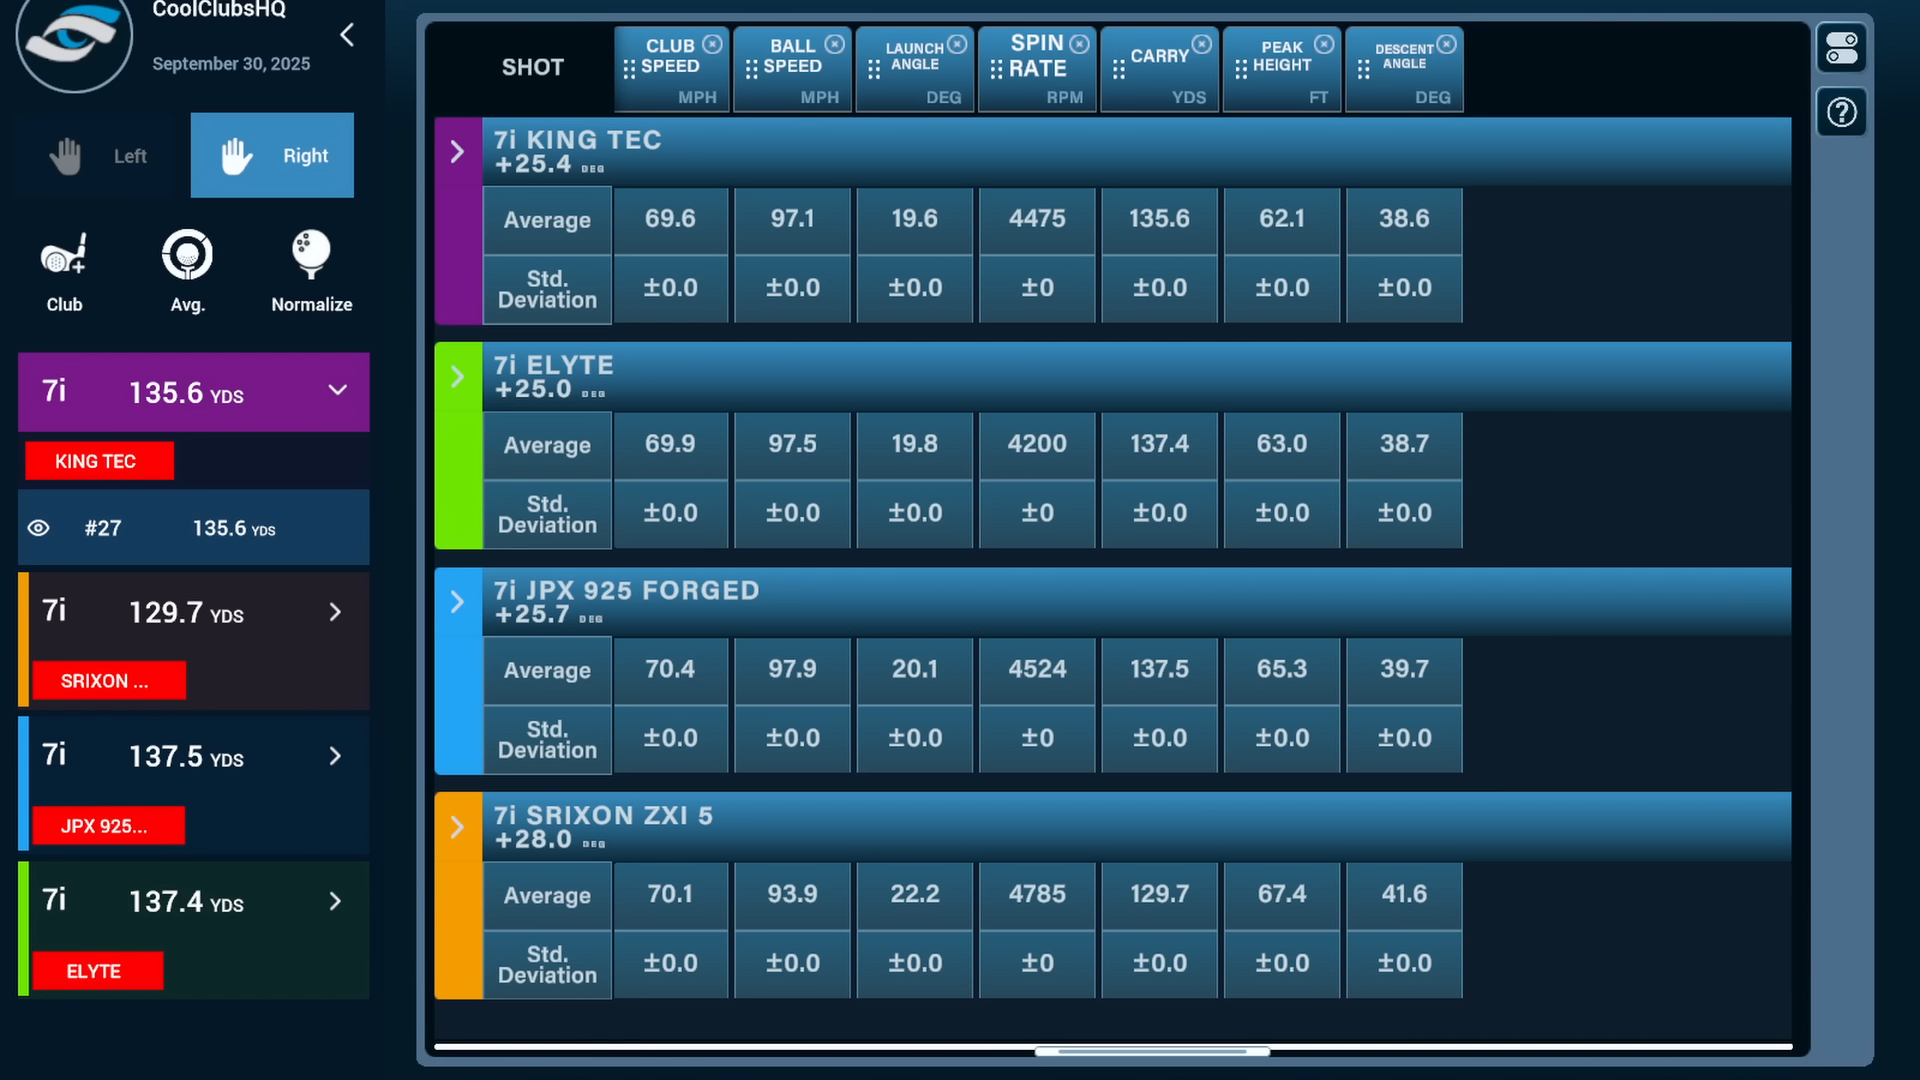 CoolClubsHQ
September 30, 2025
Left
Right
Club
Avg.
Normalize
7i 135.6 YDS
KING TEC
#27 135.6 YDS
7i 129.7 YDS
SRIXON ...
7i 137.5 YDS
JPX 925...
7i 137.4 YDS
ELYTE
SHOT
CLUB SPEED MPH
BALL SPEED MPH
LAUNCH ANGLE DEG
SPIN RATE RPM
CARRY YDS
PEAK HEIGHT FT
DESCENT ANGLE DEG
7i KING TEC
+25.4 DEG
Average 69.6 97.1 19.6 4475 135.6 62.1 38.6
Std. Deviation ±0.0 ±0.0 ±0.0 ±0 ±0.0 ±0.0 ±0.0
7i ELYTE
+25.0 DEG
Average 69.9 97.5 19.8 4200 137.4 63.0 38.7
Std. Deviation ±0.0 ±0.0 ±0.0 ±0 ±0.0 ±0.0 ±0.0
7i JPX 925 FORGED
+25.7 DEG
Average 70.4 97.9 20.1 4524 137.5 65.3 39.7
Std. Deviation ±0.0 ±0.0 ±0.0 ±0 ±0.0 ±0.0 ±0.0
7i SRIXON ZXI 5
+28.0 DEG
Average 70.1 93.9 22.2 4785 129.7 67.4 41.6
Std. Deviation ±0.0 ±0.0 ±0.0 ±0 ±0.0 ±0.0 ±0.0